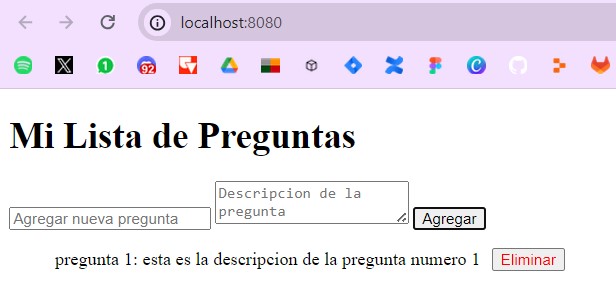 localhost:8080
1
92
Mi Lista de Preguntas
Agregar nueva pregunta
Descripcion de la
pregunta
Agregar
pregunta 1: esta es la descripcion de la pregunta numero 1
Eliminar